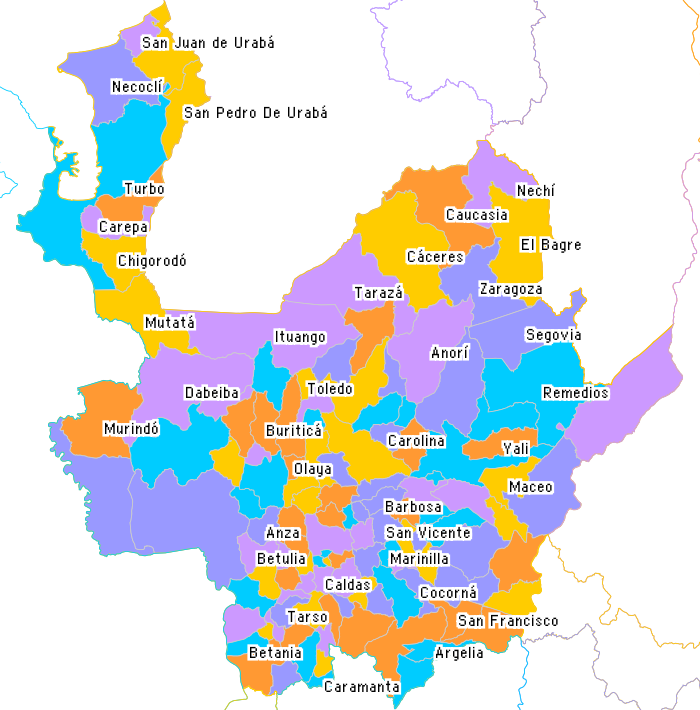 San Juan de Urabá
Necoclí
San Pedro De Urabá
Turbo
Nechí
Caucasia
Carepa
El Bagre
Cáceres
Chigorodó
Zaragoza
Tarazá
Mutatá
Segovia
Ituango
Anorí
Toledo
Dabeiba
Remedios
Murindó
Buriticá
Carolina
Yali
Olaya
Maceo
Barbosa
Anza
San Vicente
Betulia
Marinilla
Caldas
Cocorná
Tarso
San Francisco
Betania
Argelia
Caramanta